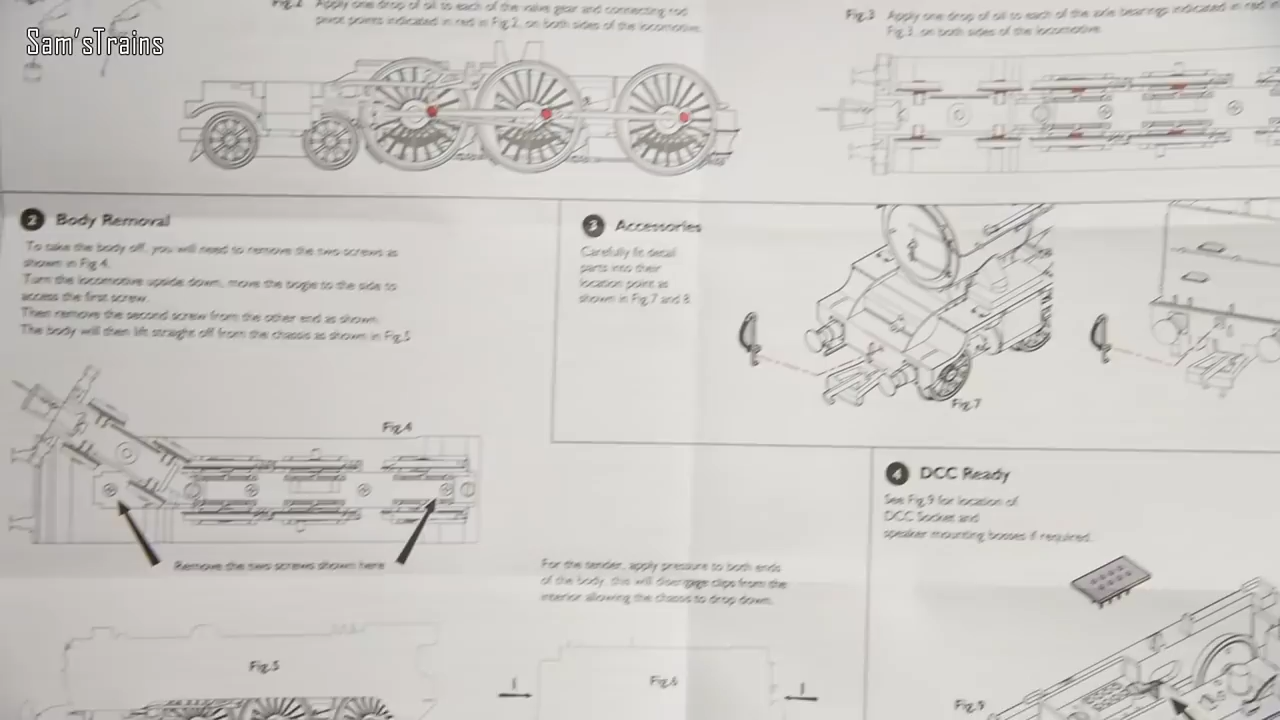 Sam'sTrains
Fig.2 Apply one drop of oil to each of the valve gear and connecting rod
pivot points indicated in red in Fig.2, on both sides of the locomotive.
Fig.3 Apply one drop of oil to each of the axle bearings indicated in red in
Fig.3, on both sides of the locomotive.
2 Body Removal
To take the body off, you will need to remove the two screws as
shown in Fig.4.
Turn the locomotive upside down, move the bogie to the side to
access the first screw.
Then remove the second screw from the other end as shown.
The body will then lift straight off from the chassis as shown in Fig.5
Fig.4
Remove the two screws shown here
Fig.5
3 Accessories
Carefully fit detail
parts into their
location point as
shown in Fig.7 and 8.
Fig.7
For the tender, apply pressure to both ends
of the body, this will disengage clips from the
interior allowing the chassis to drop down.
Fig.6
4 DCC Ready
See Fig.9 for location of
DCC Socket and
speaker mounting bosses if required.
Fig.9